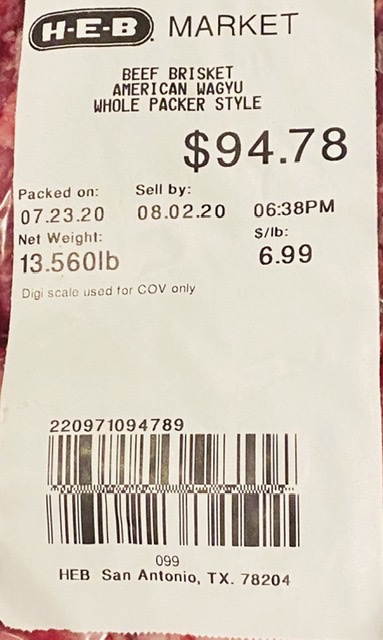 H-E-B MARKET
BEEF BRISKET
AMERICAN WAGYU
WHOLE PACKER STYLE
$94.78
Packed on: Sell by:
07.23.20 08.02.20 06:38PM
Net Weight: $/lb:
13.560lb 6.99
Digi scale used for COV only
220971094789
099
HEB San Antonio, TX. 78204